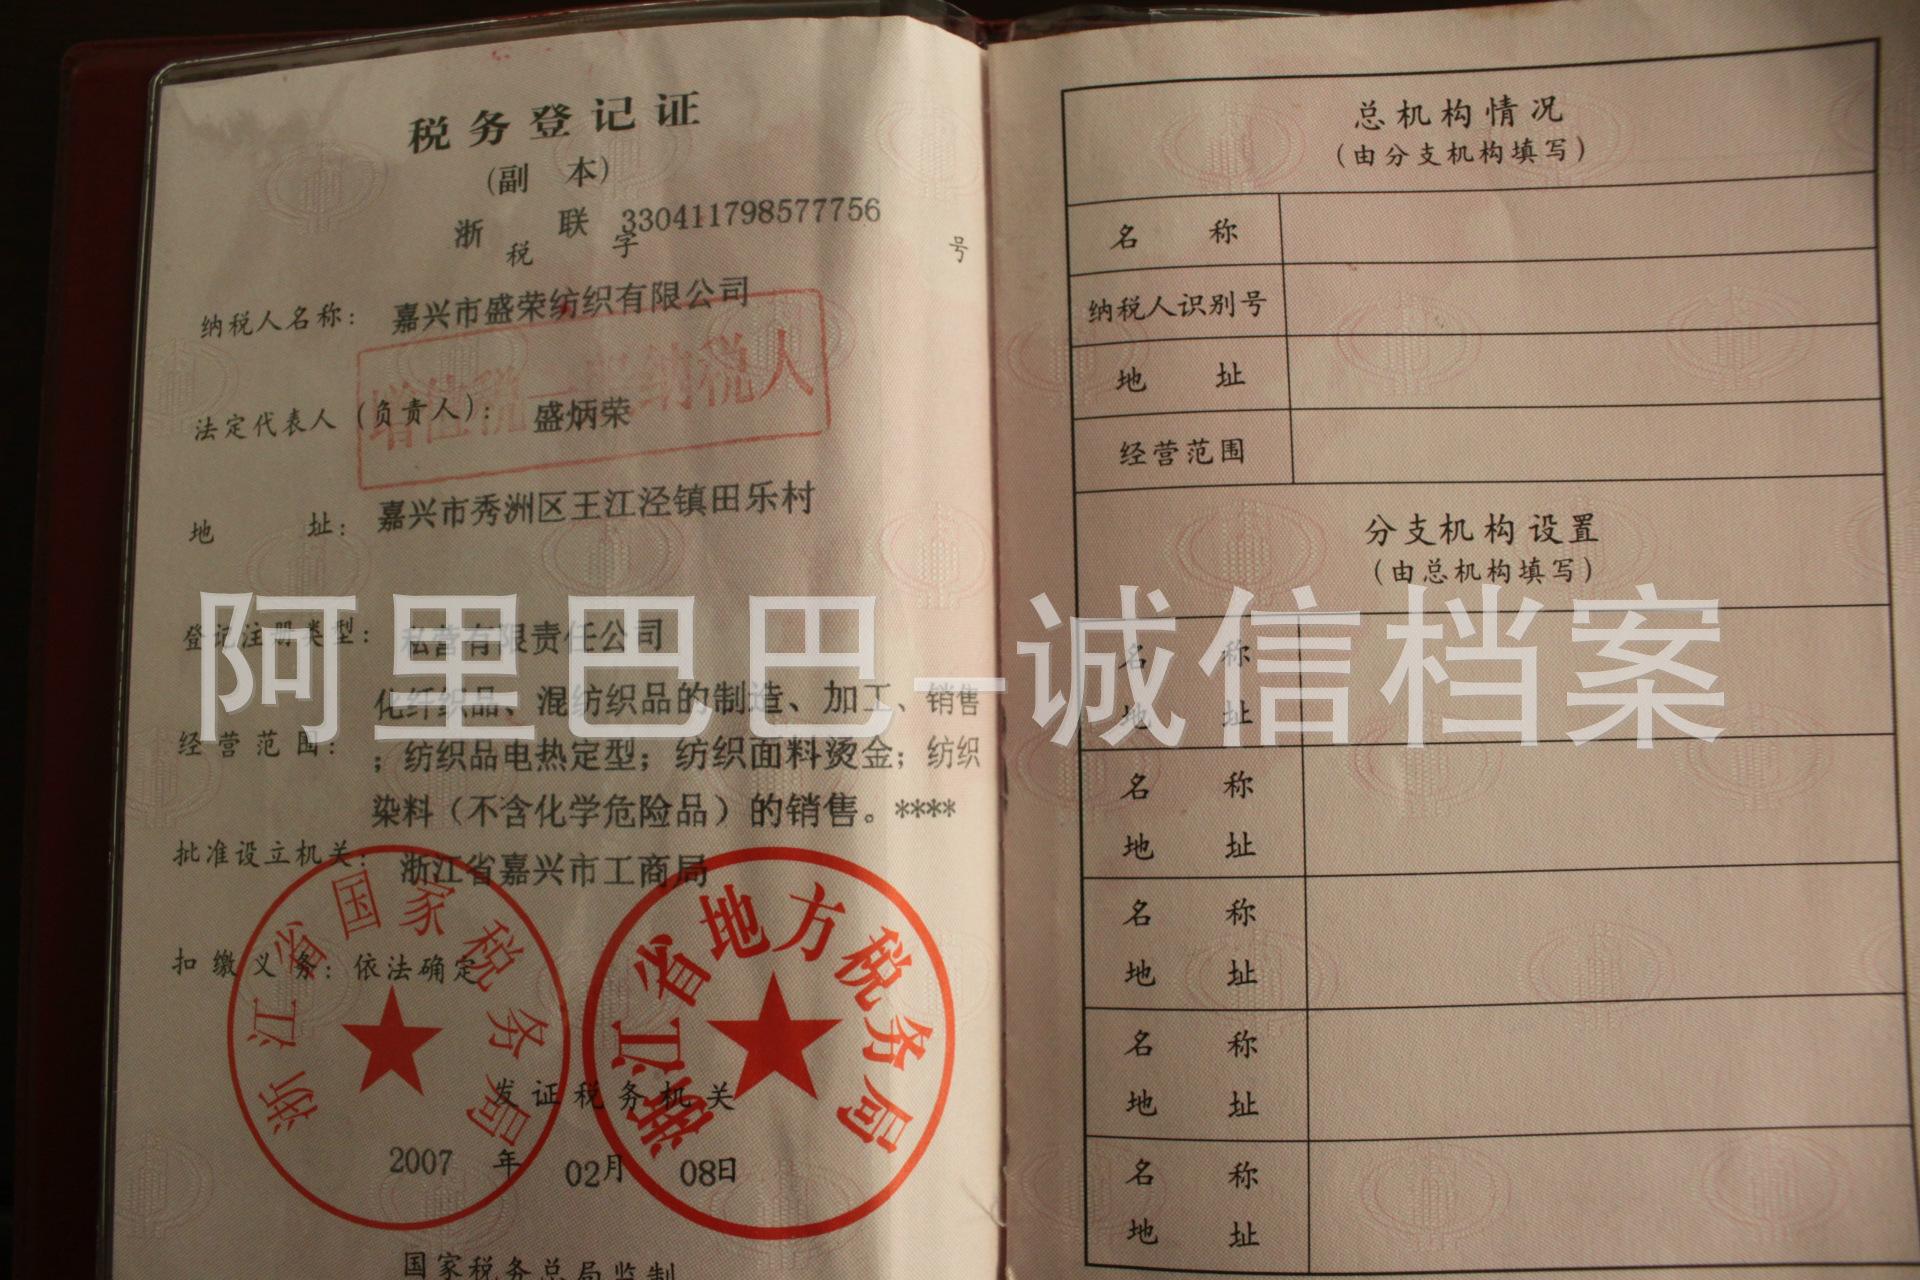 税务登记证
(副 本)
浙 联 330411798577756
税 字 号
纳税人名称: 嘉兴市盛荣纺织有限公司
增值税一般纳税人
法定代表人(负责人): 盛炳荣
地 址: 嘉兴市秀洲区王江泾镇田乐村
登记注册类型: 私营有限责任公司
化纤织品、混纺织品的制造、加工、销售
经营范围: ;纺织品电热定型;纺织面料烫金;纺织
染料(不含化学危险品)的销售。****
批准设立机关: 浙江省嘉兴市工商局
扣缴义务: 依法确定
浙江省国家税务局
浙江省地方税务局
发证税务机关
2007 年 02月 08日
国家税务总局监制
总机构情况
(由分支机构填写)
名 称
纳税人识别号
地 址
经营范围
分支机构设置
(由总机构填写)
名 称
地 址
名 称
地 址
名 称
地 址
名 称
地 址
名 称
地 址
阿里巴巴-诚信档案